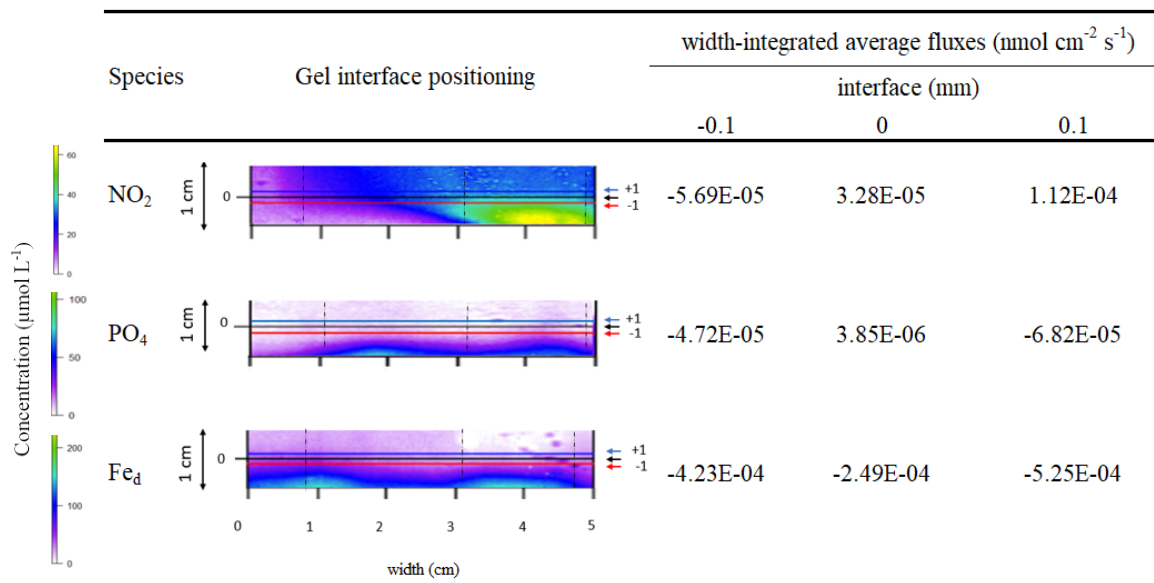 width-integrated average fluxes (nmol cm⁻² s⁻¹)
Species Gel interface positioning interface (mm)
-0.1 0 0.1
60
40
20
0
1 cm
NO₂
0
+1
-1
-5.69E-05 3.28E-05 1.12E-04
Concentration (µmol L⁻¹)
100
50
0
1 cm
PO₄
0
+1
-1
-4.72E-05 3.85E-06 -6.82E-05
200
100
0
1 cm
Fe_d
0
+1
-1
-4.23E-04 -2.49E-04 -5.25E-04
0 1 2 3 4 5
width (cm)